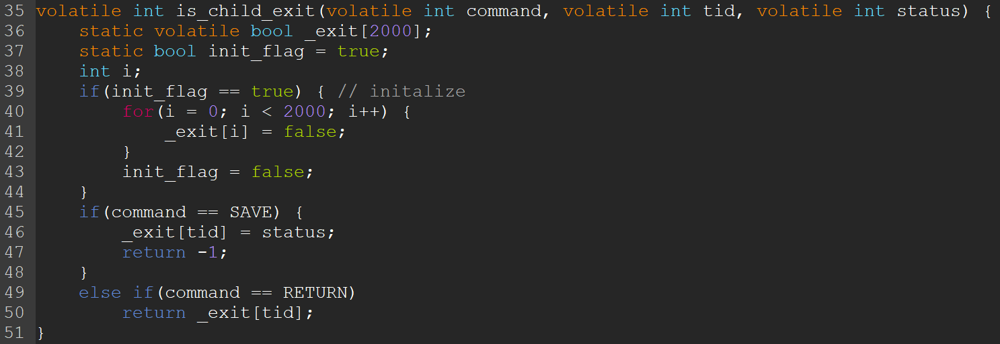 35 volatile int is_child_exit(volatile int command, volatile int tid, volatile int status) {
36     static volatile bool _exit[2000];
37     static bool init_flag = true;
38     int i;
39     if(init_flag == true) { // initalize
40         for(i = 0; i < 2000; i++) {
41             _exit[i] = false;
42         }
43         init_flag = false;
44     }
45     if(command == SAVE) {
46         _exit[tid] = status;
47         return -1;
48     }
49     else if(command == RETURN)
50         return _exit[tid];
51 }